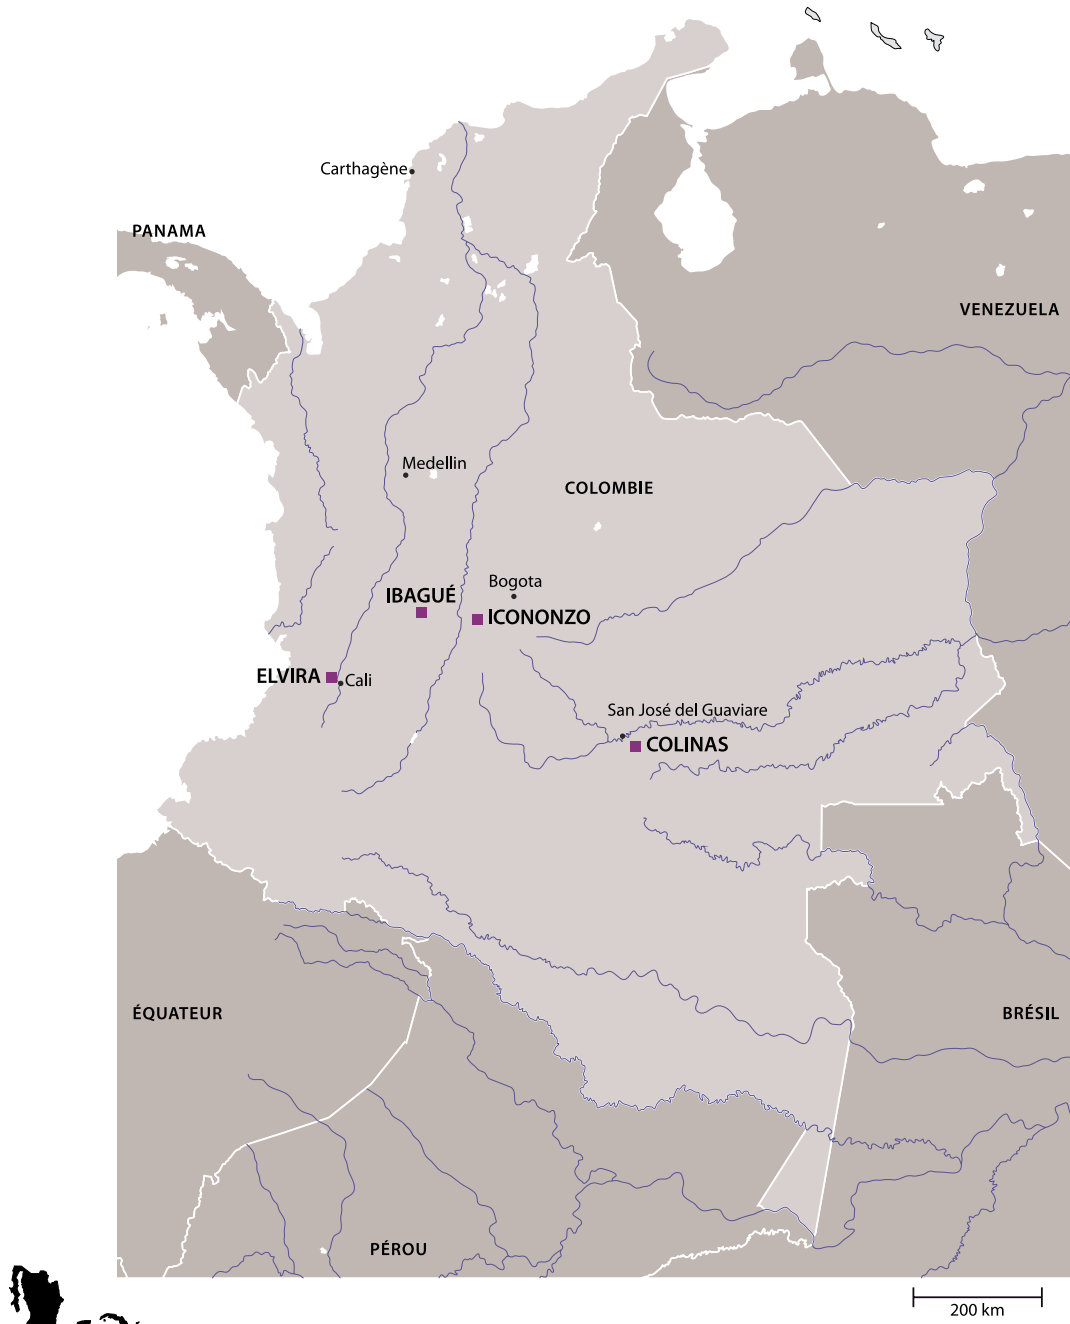 Carthagène
PANAMA
VENEZUELA
Medellin
COLOMBIE
Bogota
IBAGUÉ
ICONONZO
ELVIRA
Cali
San José del Guaviare
COLINAS
ÉQUATEUR
BRÉSIL
PÉROU
200 km